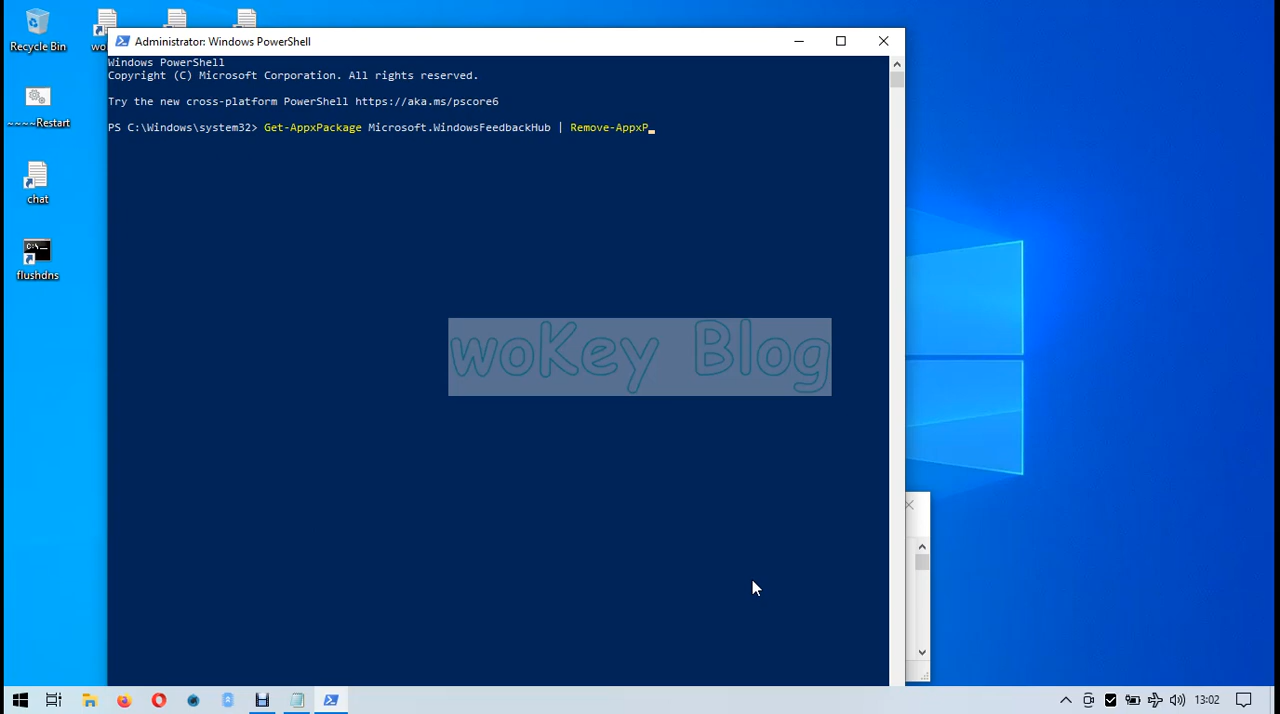 Recycle Bin
~~~~Restart
chat
flushdns
Administrator: Windows PowerShell
Windows PowerShell
Copyright (C) Microsoft Corporation. All rights reserved.
Try the new cross-platform PowerShell https://aka.ms/pscore6
PS C:\Windows\system32> Get-AppxPackage Microsoft.WindowsFeedbackHub | Remove-AppxP_
woKey Blog
13:02